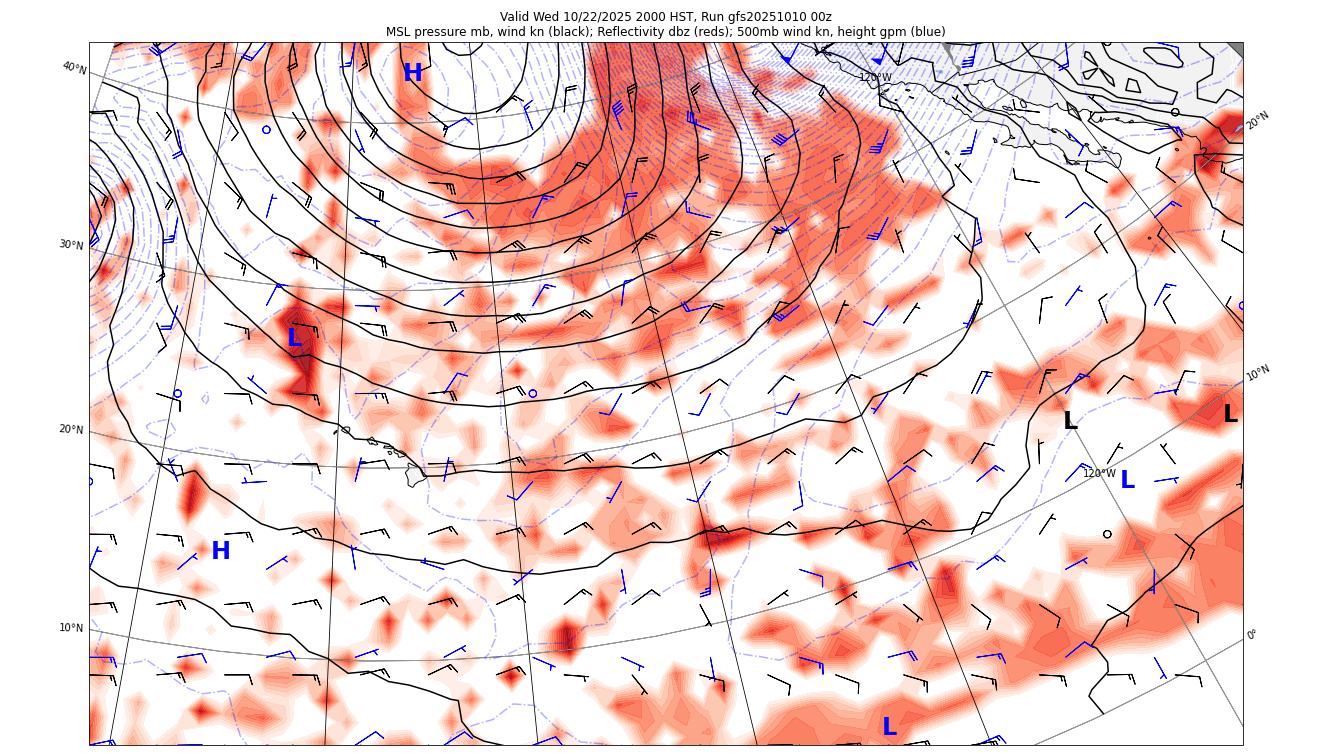 Valid Wed 10/22/2025 2000 HST, Run gfs20251010 00z
MSL pressure mb, wind kn (black); Reflectivity dbz (reds); 500mb wind kn, height gpm (blue)
40°N
H
120°W
20°N
30°N
L
10°N
20°N
L
L
120°W
L
H
10°N
0°
L